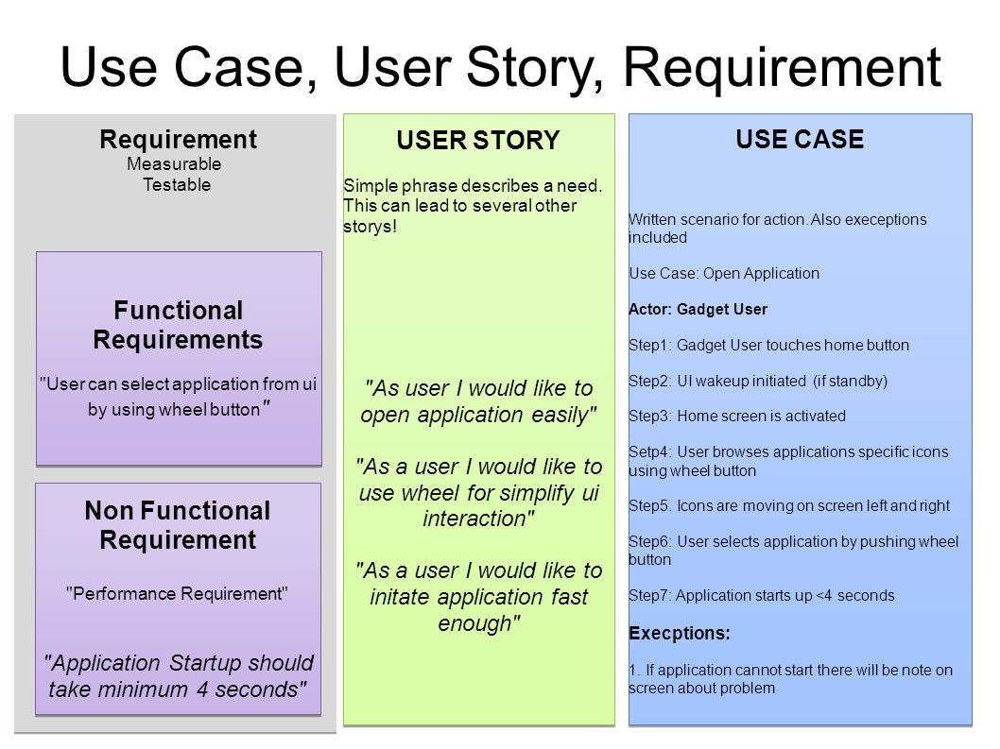 Use Case, User Story, Requirement
Requirement
Measurable
Testable
Functional
Requirements
"User can select application from ui
by using wheel button"
Non Functional
Requirement
"Performance Requirement"
"Application Startup should
take minimum 4 seconds"
USER STORY
Simple phrase describes a need.
This can lead to several other
storys!
"As user I would like to
open application easily"
"As a user I would like to
use wheel for simplify ui
interaction"
"As a user I would like to
initate application fast
enough"
USE CASE
Written scenario for action. Also execeptions
included
Use Case: Open Application
Actor: Gadget User
Step1: Gadget User touches home button
Step2: UI wakeup initiated (if standby)
Step3: Home screen is activated
Setp4: User browses applications specific icons
using wheel button
Step5. Icons are moving on screen left and right
Step6: User selects application by pushing wheel
button
Step7: Application starts up <4 seconds
Execptions:
1. If application cannot start there will be note on
screen about problem